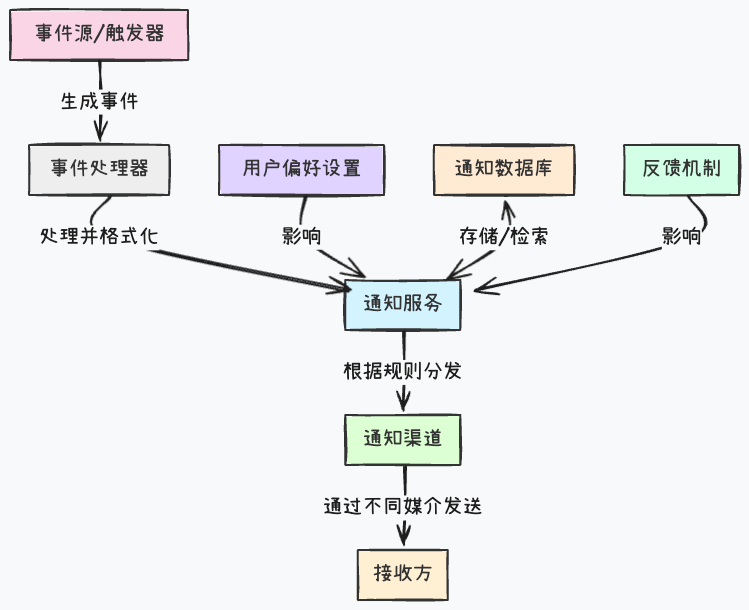 事件源/触发器
生成事件
事件处理器
用户偏好设置
通知数据库
反馈机制
处理并格式化
影响
存储/检索
影响
通知服务
根据规则分发
通知渠道
通过不同媒介发送
接收方